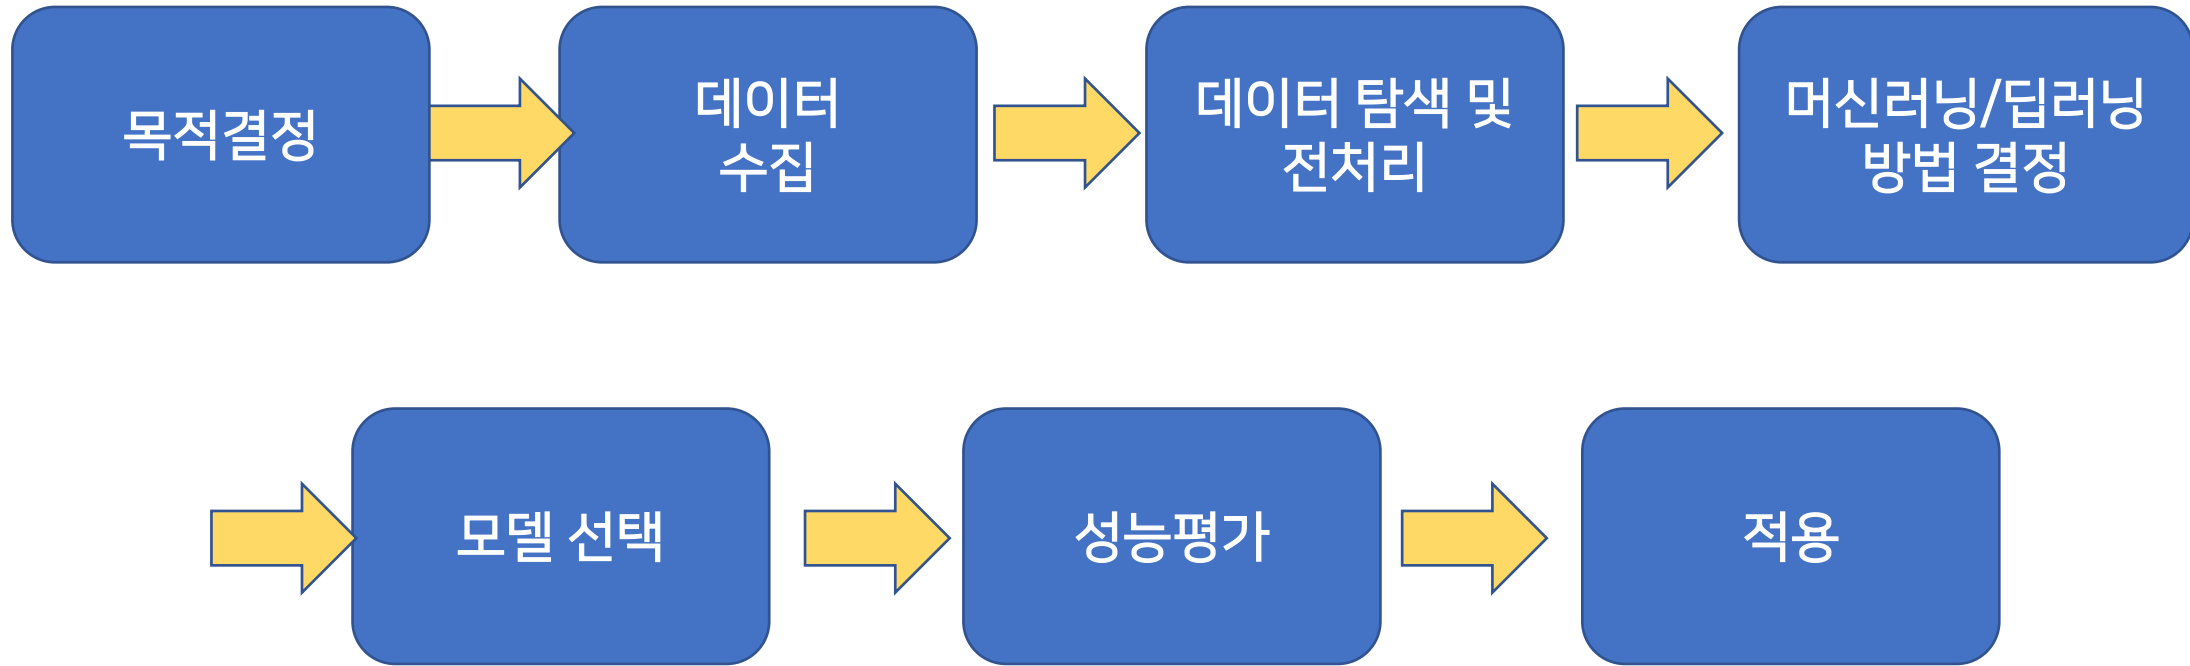 목적결정
데이터
수집
데이터 탐색 및
전처리
머신러닝/딥러닝
방법 결정
모델 선택
성능평가
적용